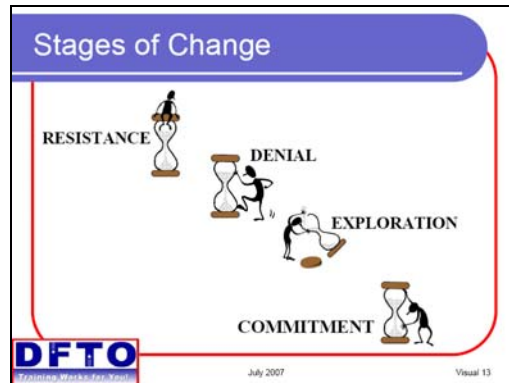 Stages of Change
RESISTANCE
DENIAL
EXPLORATION
COMMITMENT
DFTO
Training Works for You!
July 2007
Visual 13